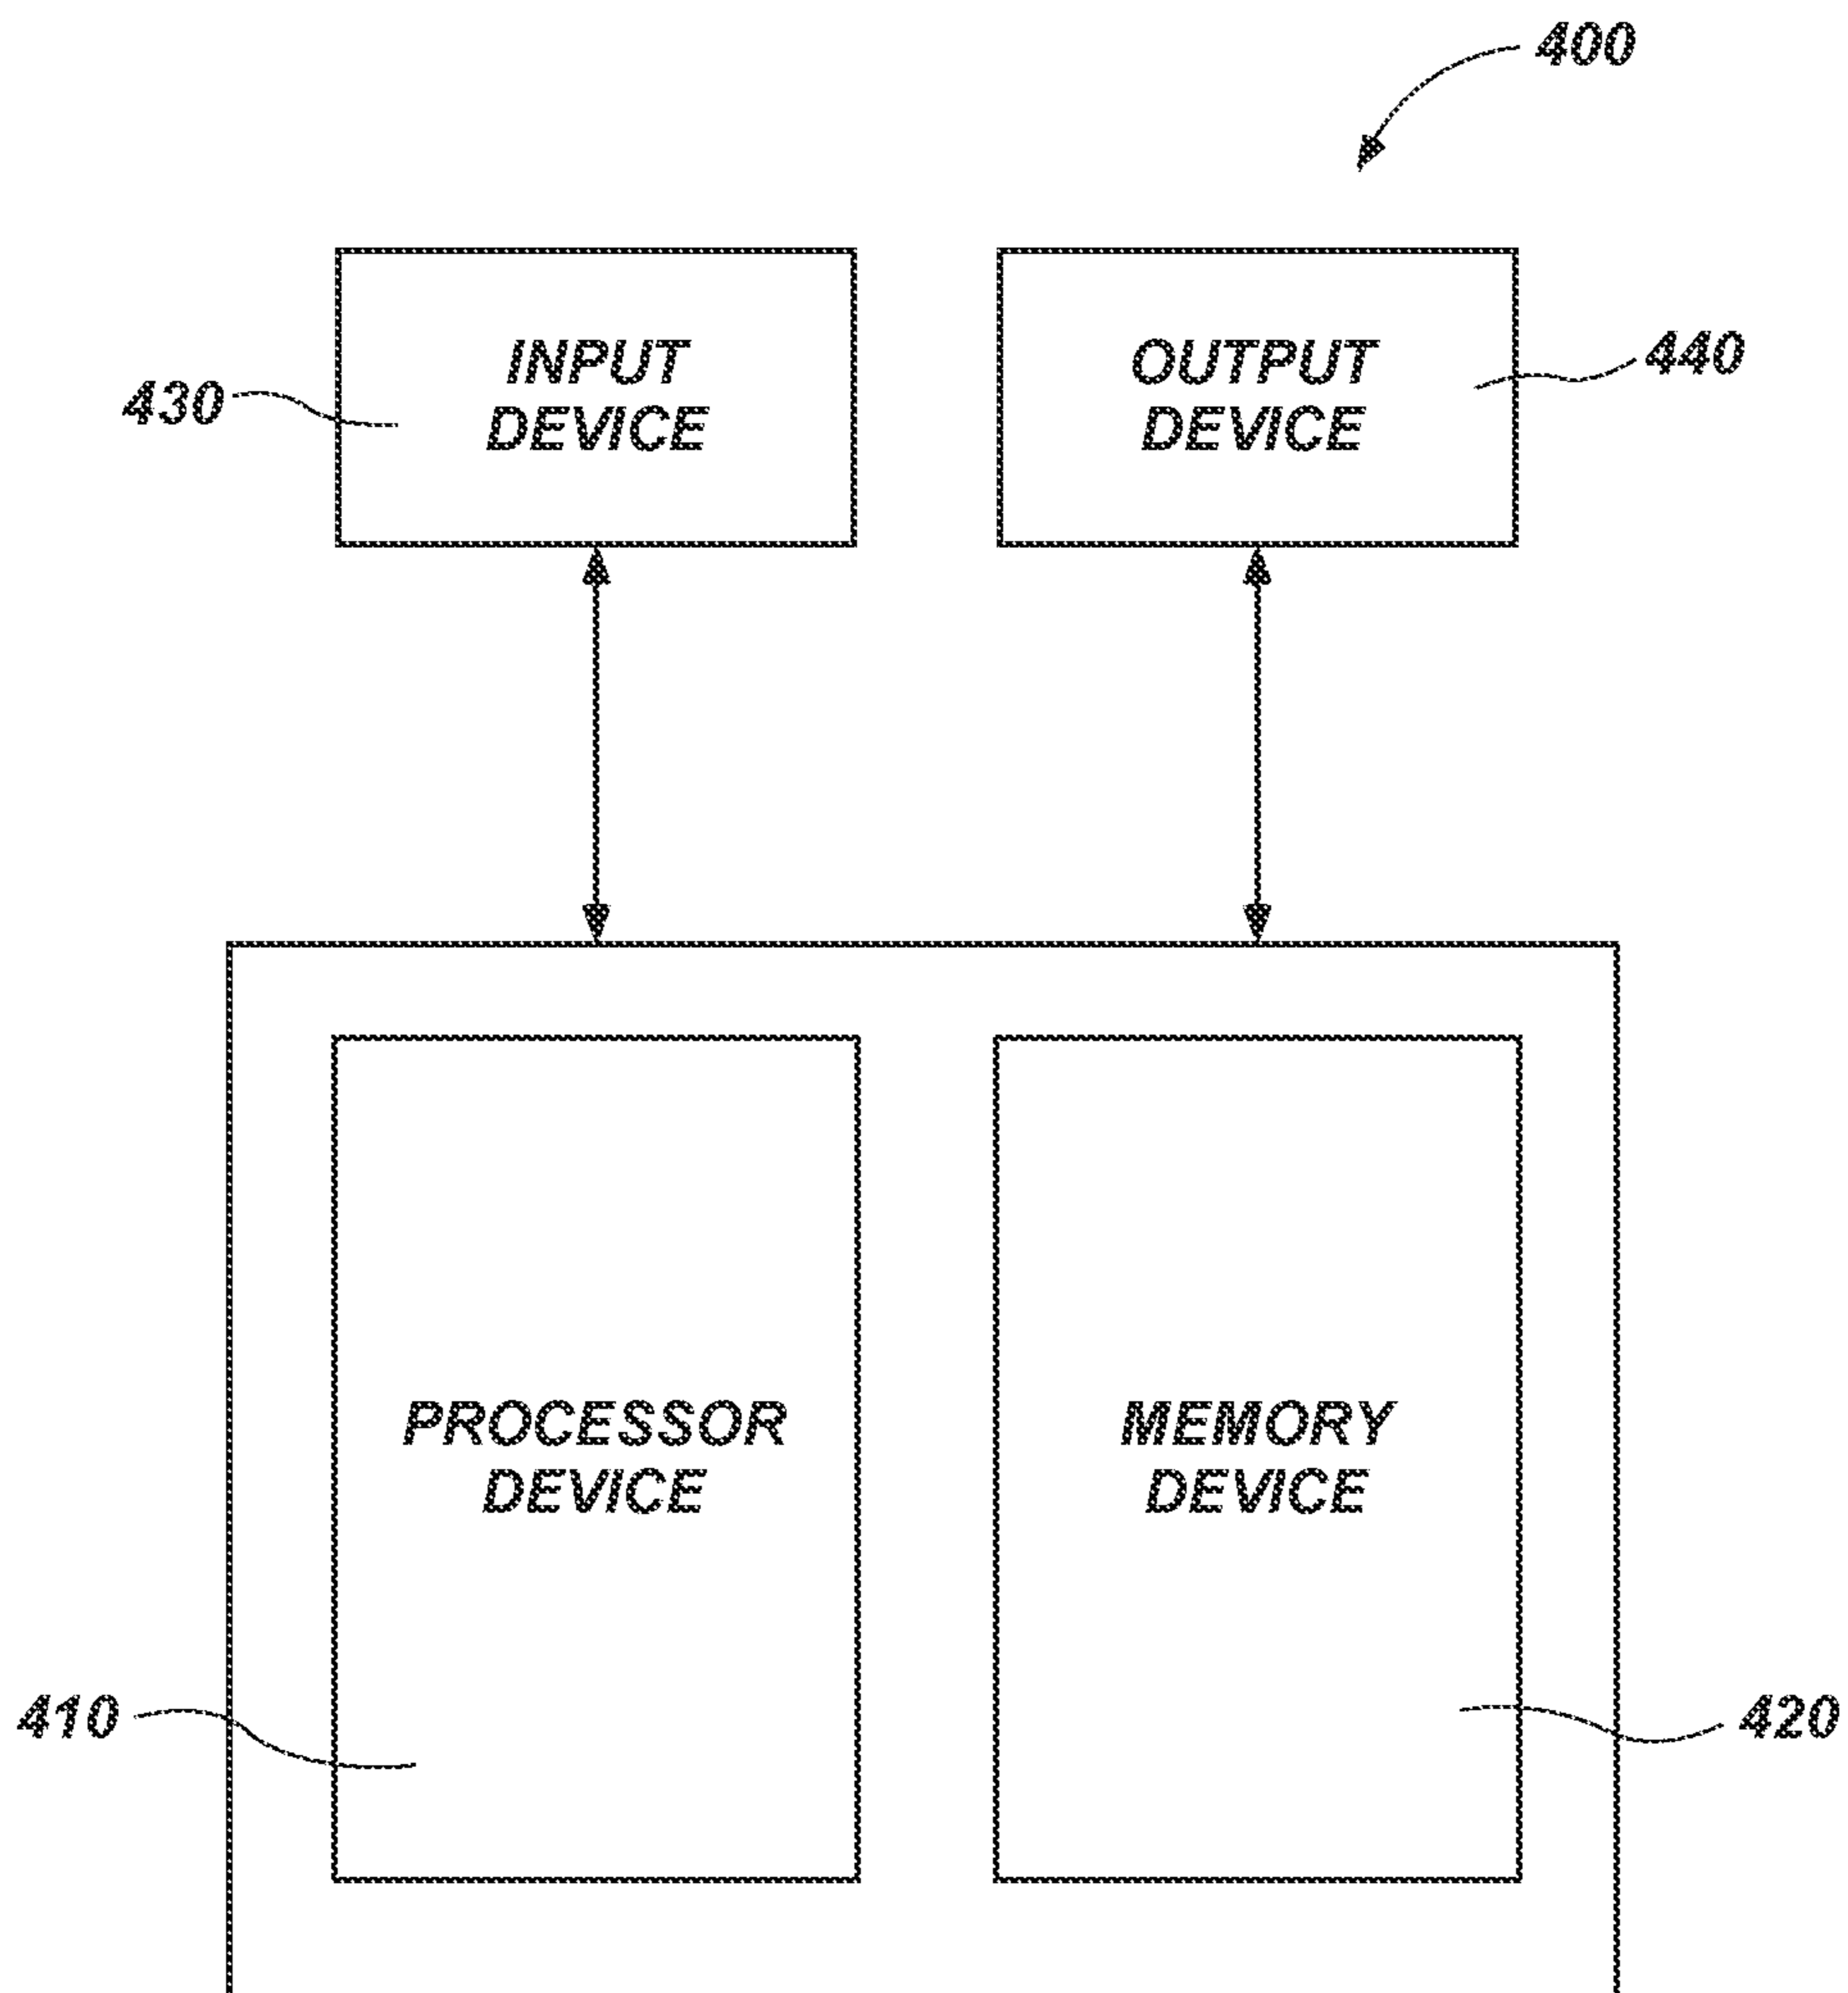 400
INPUT
DEVICE
OUTPUT
DEVICE
430
440
PROCESSOR
DEVICE
MEMORY
DEVICE
410
420